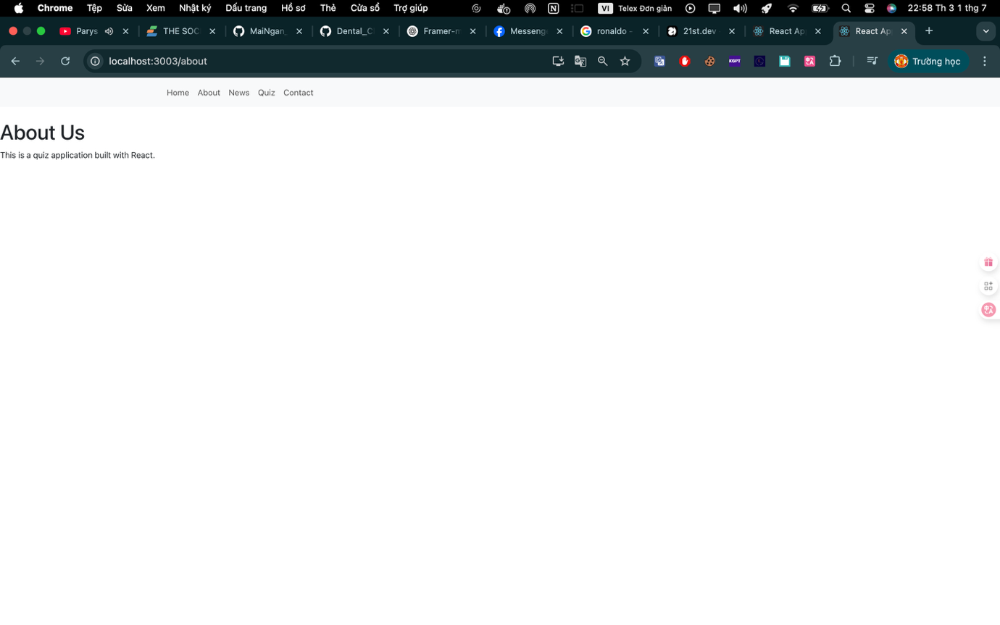 Chrome Tệp Sửa Xem Nhật ký Dấu trang Hồ sơ Thẻ Cửa sổ Trợ giúp N VI Telex Đơn giản 22:58 Th 3 1 thg 7
Parys THE SOC MaiNgan_ Dental_C Framer-m Messeng ronaldo - 21st.dev React Ap React Ap
localhost:3003/about KGPT Trường học
Home About News Quiz Contact
About Us
This is a quiz application built with React.